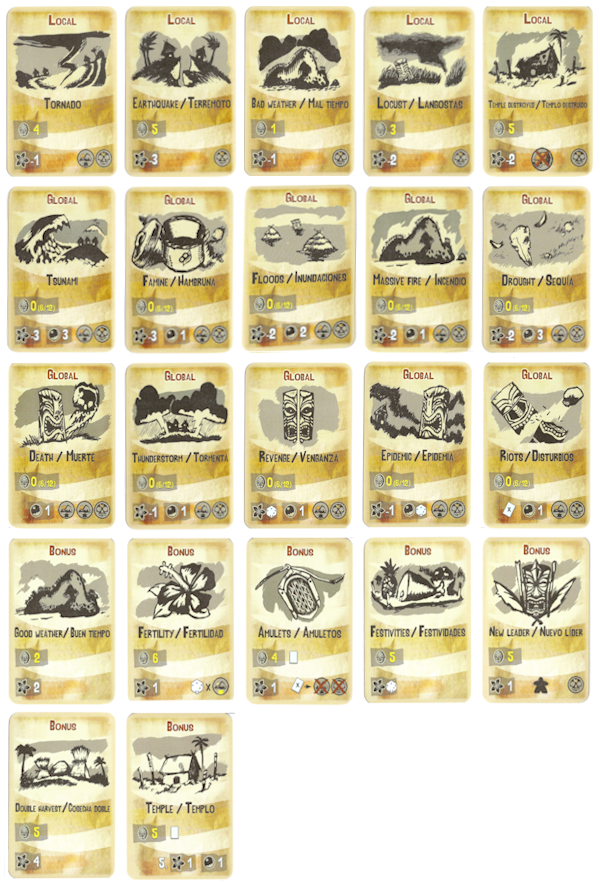 Local
Tornado
4
-1
Local
Earthquake / Terremoto
5
-3
Local
Bad weather / Mal tiempo
1
-1
Local
Locust / Langostas
3
-2
Local
Temple destroyed / Templo destruido
5
-2
Global
Tsunami
0(6/12)
-3 3
Global
Famine / Hambruna
0(6/12)
-3 1
Global
Floods / Inundaciones
0(6/12)
-2 2
Global
Massive fire / Incendio
0(6/12)
-2 1
Global
Drought / Sequía
0(6/12)
-2 3
Global
Death / Muerte
0(6/12)
1
Global
Thunderstorm / Tormenta
0(6/12)
-1 1
Global
Revenge / Venganza
0(6/12)
1
Global
Epidemic / Epidemia
0(6/12)
Global
Riots / Disturbios
0(6/12)
x 1
Bonus
Good weather / Buen tiempo
2
2
Bonus
Fertility / Fertilidad
6
1 x
Bonus
Amulets / Amuletos
4
1 x
Bonus
Festivities / Festividades
5
Bonus
New leader / Nuevo líder
5
1
Bonus
Double harvest / Cosecha doble
5
4
Bonus
Temple / Templo
5
5 1 1